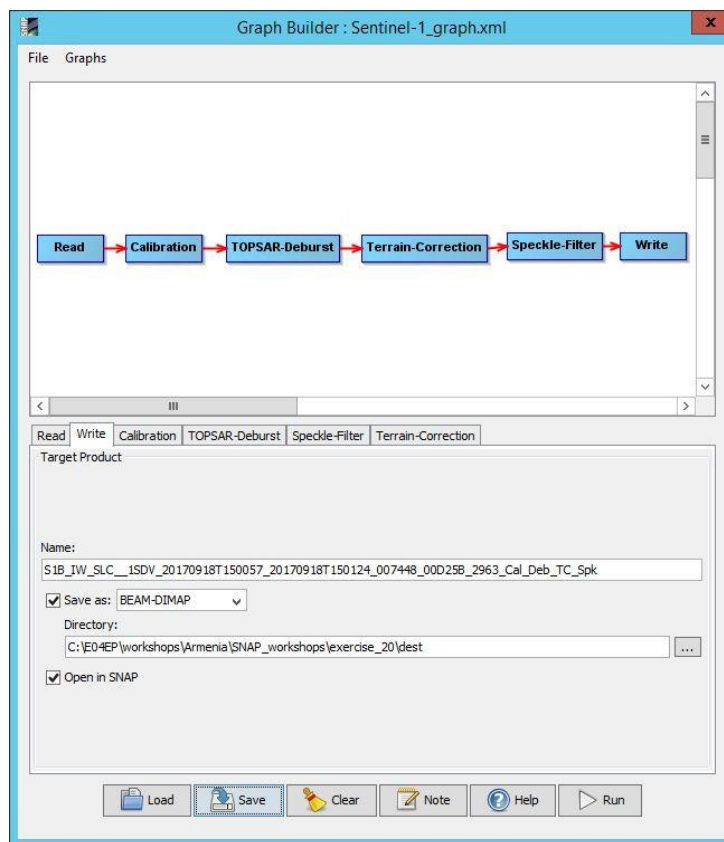 Graph Builder : Sentinel-1_graph.xml
x
File Graphs
Read Calibration TOPSAR-Deburst Terrain-Correction Speckle-Filter Write
Read Write Calibration TOPSAR-Deburst Speckle-Filter Terrain-Correction
Target Product
Name:
S1B_IW_SLC__1SDV_20170918T150057_20170918T150124_007448_00D25B_2963_Cal_Deb_TC_Spk
Save as: BEAM-DIMAP
Directory:
C:\EO4EP\workshops\Armenia\SNAP_workshops\exercise_20\dest
...
Open in SNAP
Load Save Clear Note Help Run